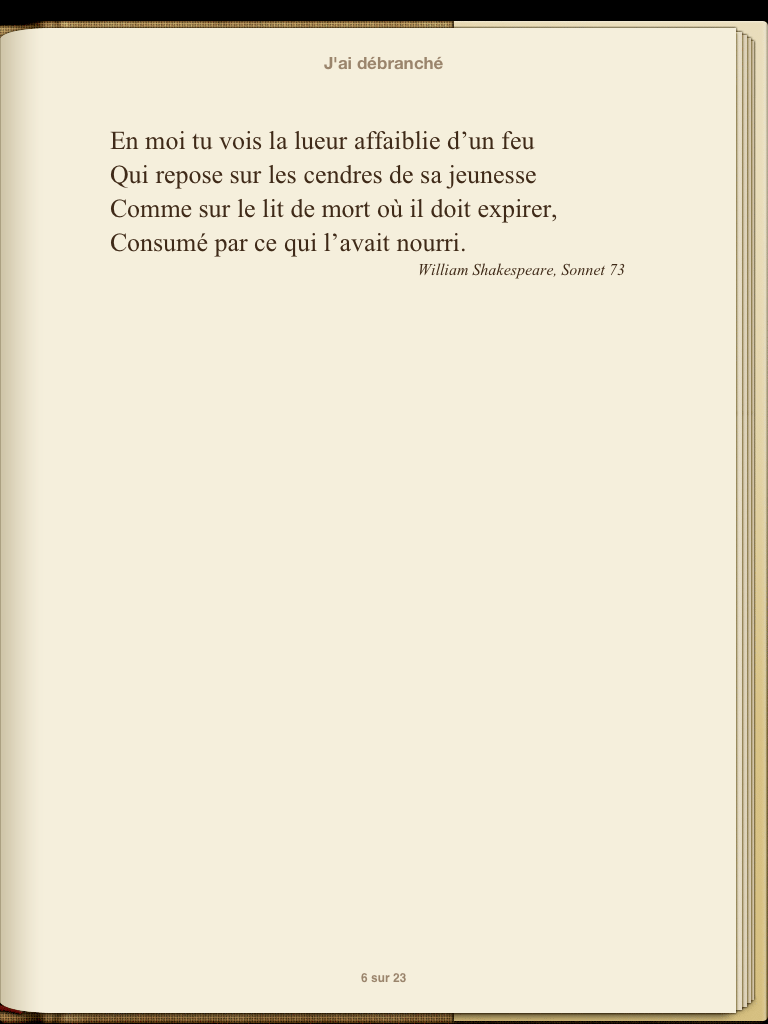 J'ai débranché
En moi tu vois la lueur affaiblie d’un feu
Qui repose sur les cendres de sa jeunesse
Comme sur le lit de mort où il doit expirer,
Consumé par ce qui l’avait nourri.
William Shakespeare, Sonnet 73
6 sur 23